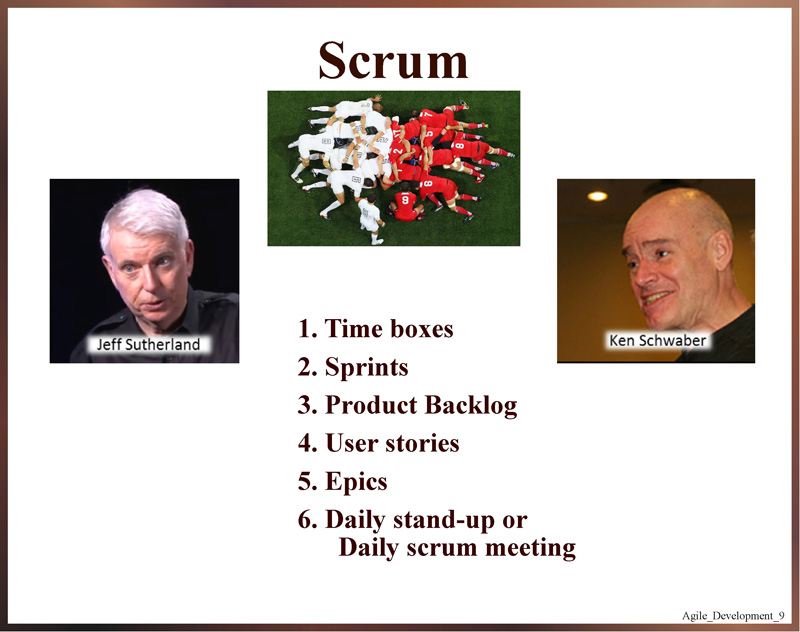 Scrum
Jeff Sutherland
Ken Schwaber
1. Time boxes
2. Sprints
3. Product Backlog
4. User stories
5. Epics
6. Daily stand-up or
Daily scrum meeting
Agile_Development_9